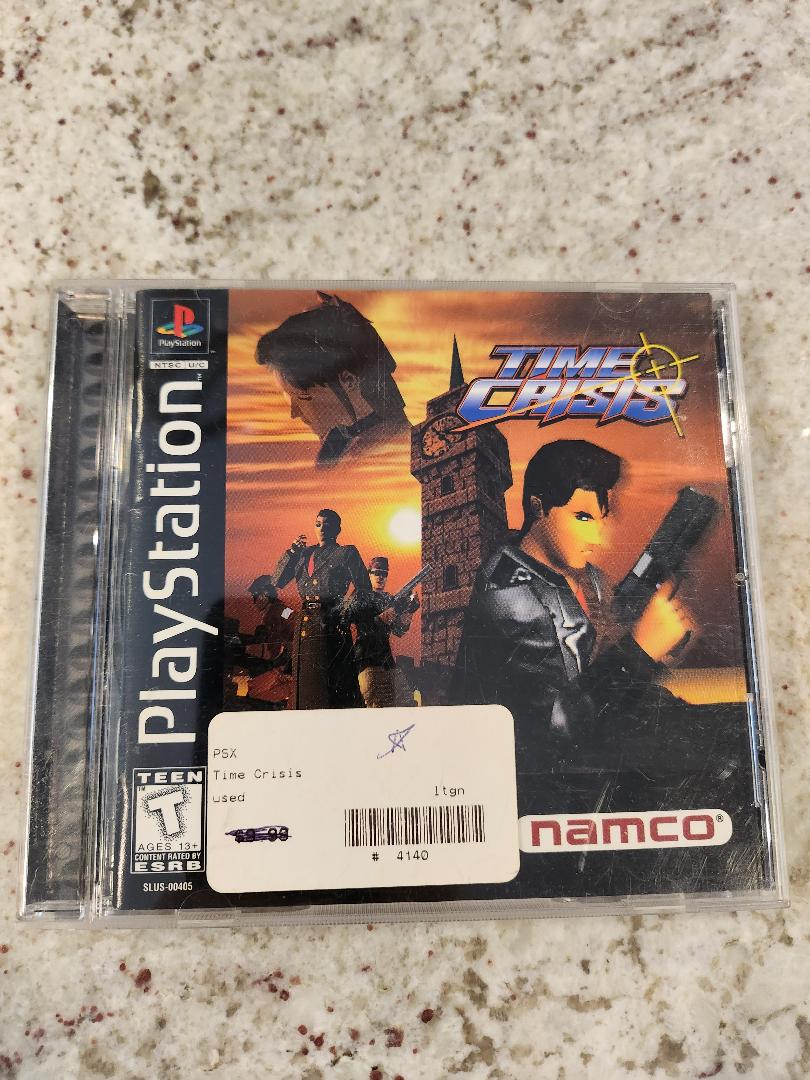 PlayStation
NTSC U/C
PlayStation
TIME
CRISIS
PSX
Time Crisis
used
ltgn
# 4140
namco®
TEEN
T
AGES 13+
CONTENT RATED BY
ESRB
SLUS-00405